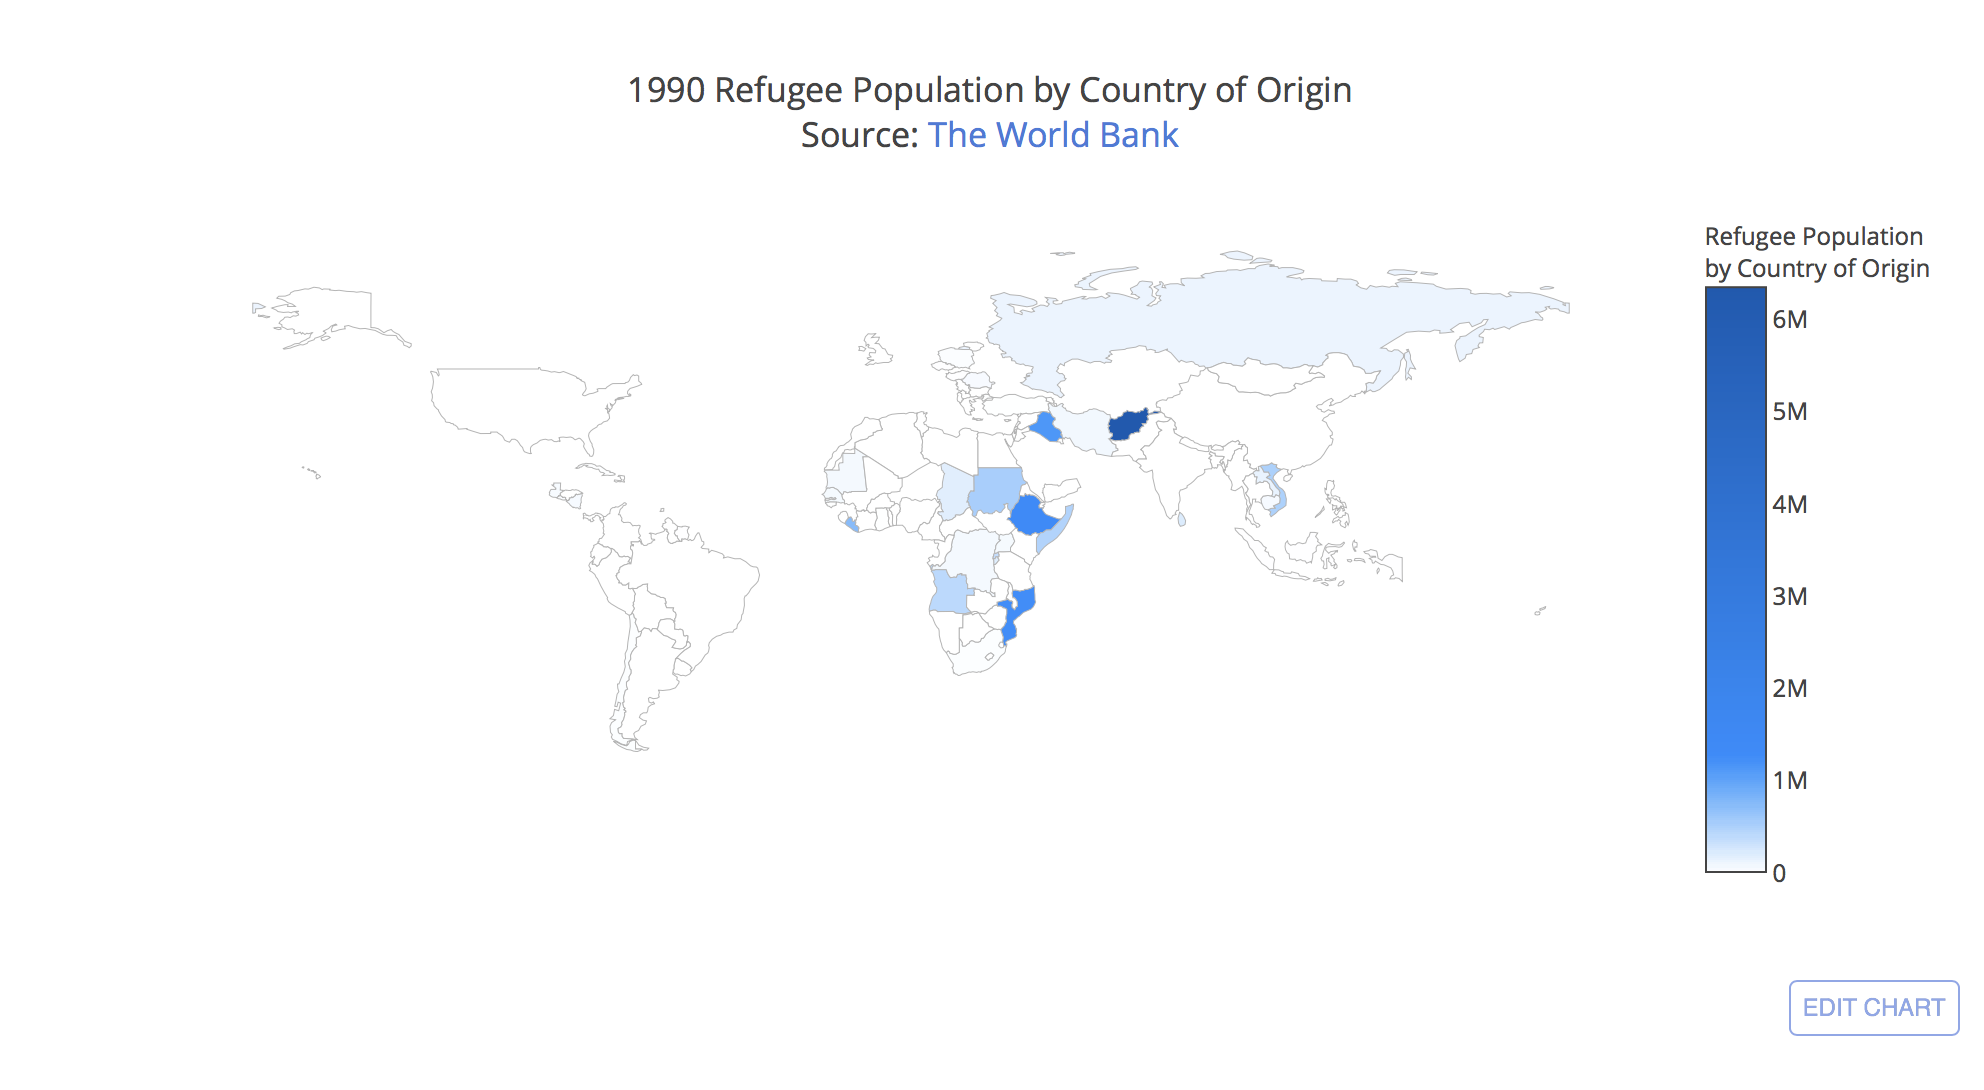 1990 Refugee Population by Country of Origin
Source: The World Bank
Refugee Population
by Country of Origin
6M
5M
4M
3M
2M
1M
0
EDIT CHART